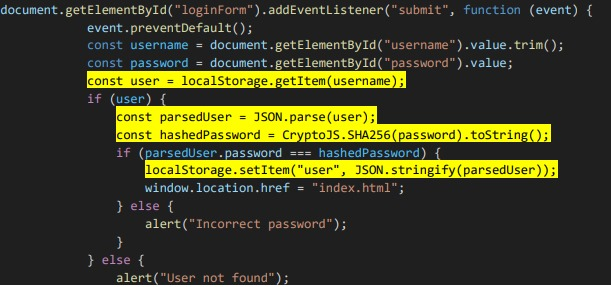 document.getElementById("loginForm").addEventListener("submit", function (event) {
event.preventDefault();
const username = document.getElementById("username").value.trim();
const password = document.getElementById("password").value;
const user = localStorage.getItem(username);
if (user) {
const parsedUser = JSON.parse(user);
const hashedPassword = CryptoJS.SHA256(password).toString();
if (parsedUser.password === hashedPassword) {
localStorage.setItem("user", JSON.stringify(parsedUser));
window.location.href = "index.html";
} else {
alert("Incorrect password");
}
} else {
alert("User not found");